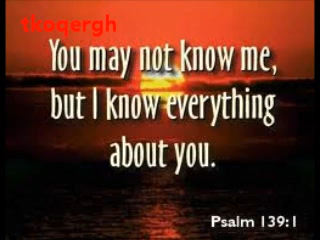 tkoqergh
You may not know me,
but I know everything
about you.
Psalm 139:1